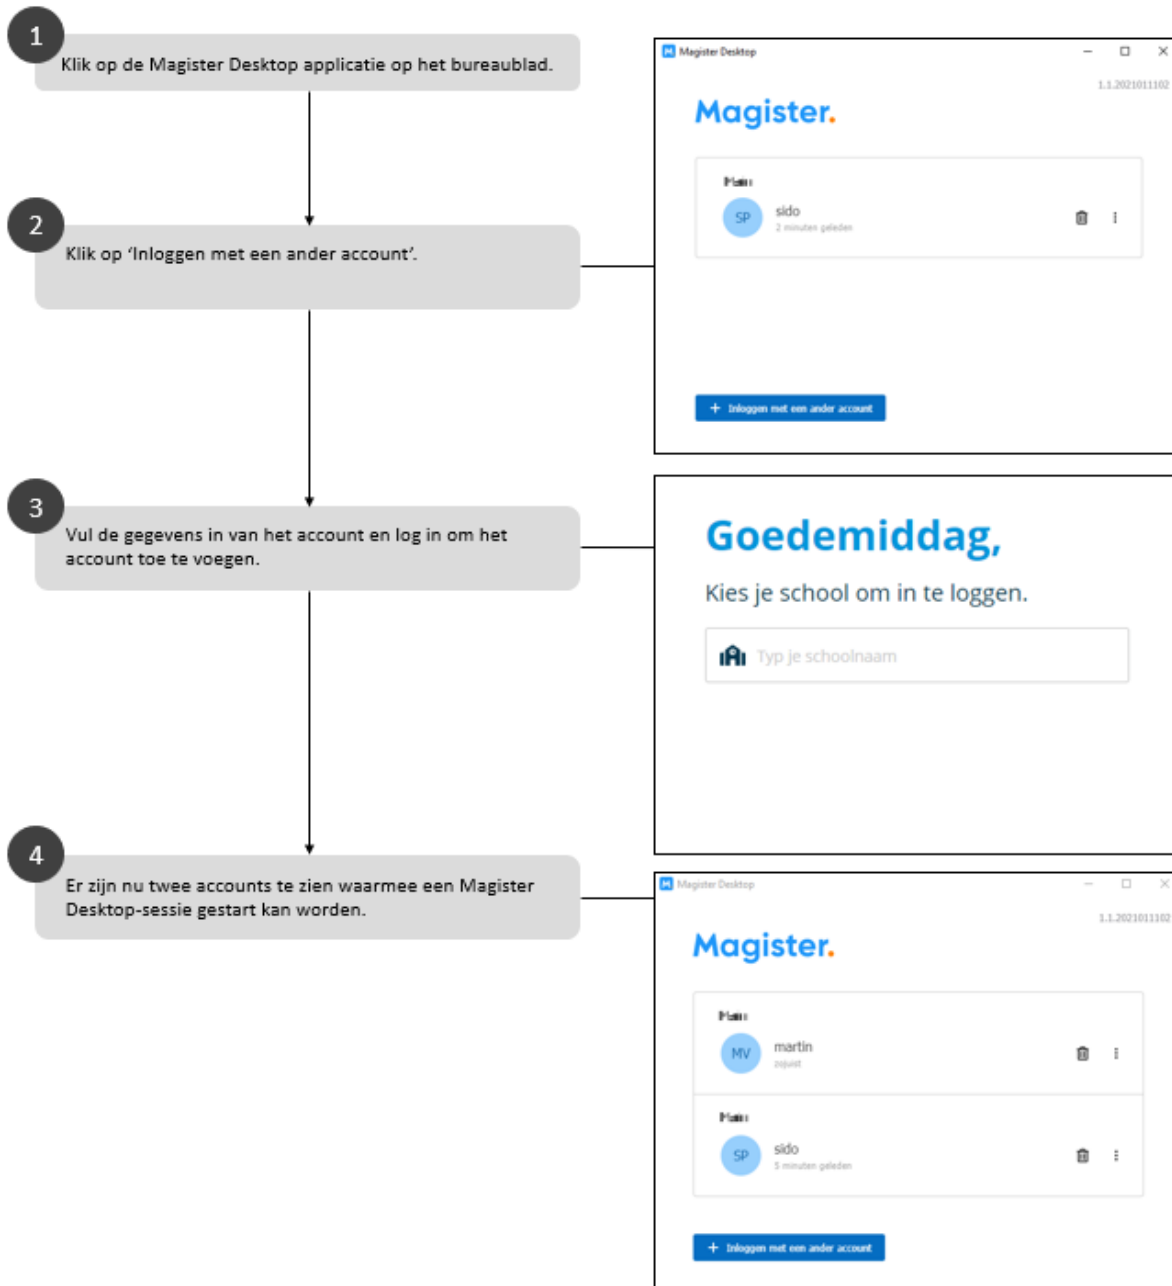 1
Klik op de Magister Desktop applicatie op het bureaublad.
2
Klik op ‘Inloggen met een ander account’.
3
Vul de gegevens in van het account en log in om het
account toe te voegen.
4
Er zijn nu twee accounts te zien waarmee een Magister
Desktop-sessie gestart kan worden.
Magister Desktop
1.1.2021011102
Magister.
SP
sido
2 minuten geleden
+ Inloggen met een ander account
Goedemiddag,
Kies je school om in te loggen.
Typ je schoolnaam
Magister Desktop
1.1.2021011102
Magister.
MV
martin
zojuist
SP
sido
5 minuten geleden
+ Inloggen met een ander account